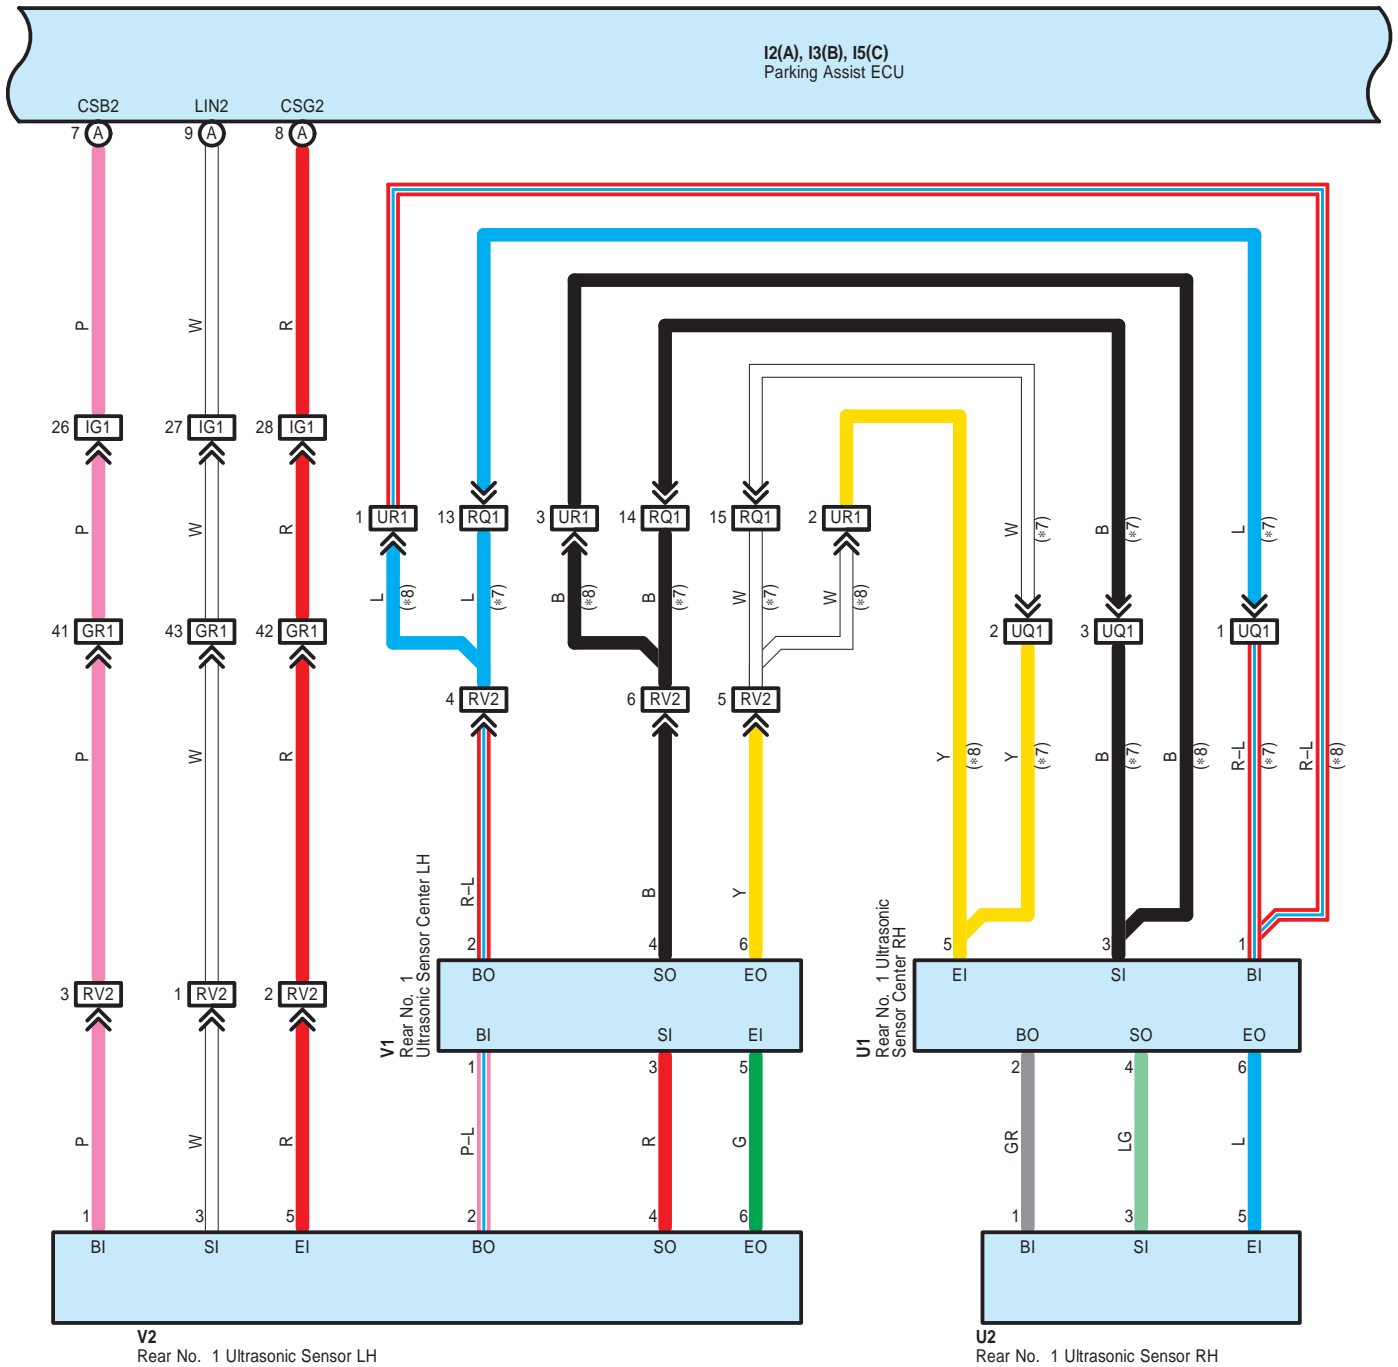 I2(A), I3(B), I5(C)
Parking Assist ECU
CSB2 LIN2 CSG2
7 A 9 A 8 A
P W R
26 IG1 27 IG1 28 IG1
1 UR1 13 RQ1 3 UR1 14 RQ1 15 RQ1 2 UR1
P W R W (*7) B (*7) L (*7)
L (*8) L (*7) B (*8) B (*7) W (*7) W (*8)
41 GR1 43 GR1 42 GR1 2 UQ1 3 UQ1 1 UQ1
4 RV2 6 RV2 5 RV2
P W R Y (*8) Y (*7) B (*7) B (*8) R–L (*7) R–L (*8)
R–L B Y
2 4 6 5 3 1
V1
Rear No. 1
Ultrasonic Sensor Center LH
BO SO EO
BI SI EI
U1
Rear No. 1 Ultrasonic
Sensor Center RH
EI SI BI
BO SO EO
3 RV2 1 RV2 2 RV2
1 3 5 2 4 6
P W R P–L R G GR LG L
1 3 5 2 4 6 1 3 5
BI SI EI BO SO EO BI SI EI
V2
Rear No. 1 Ultrasonic Sensor LH
U2
Rear No. 1 Ultrasonic Sensor RH